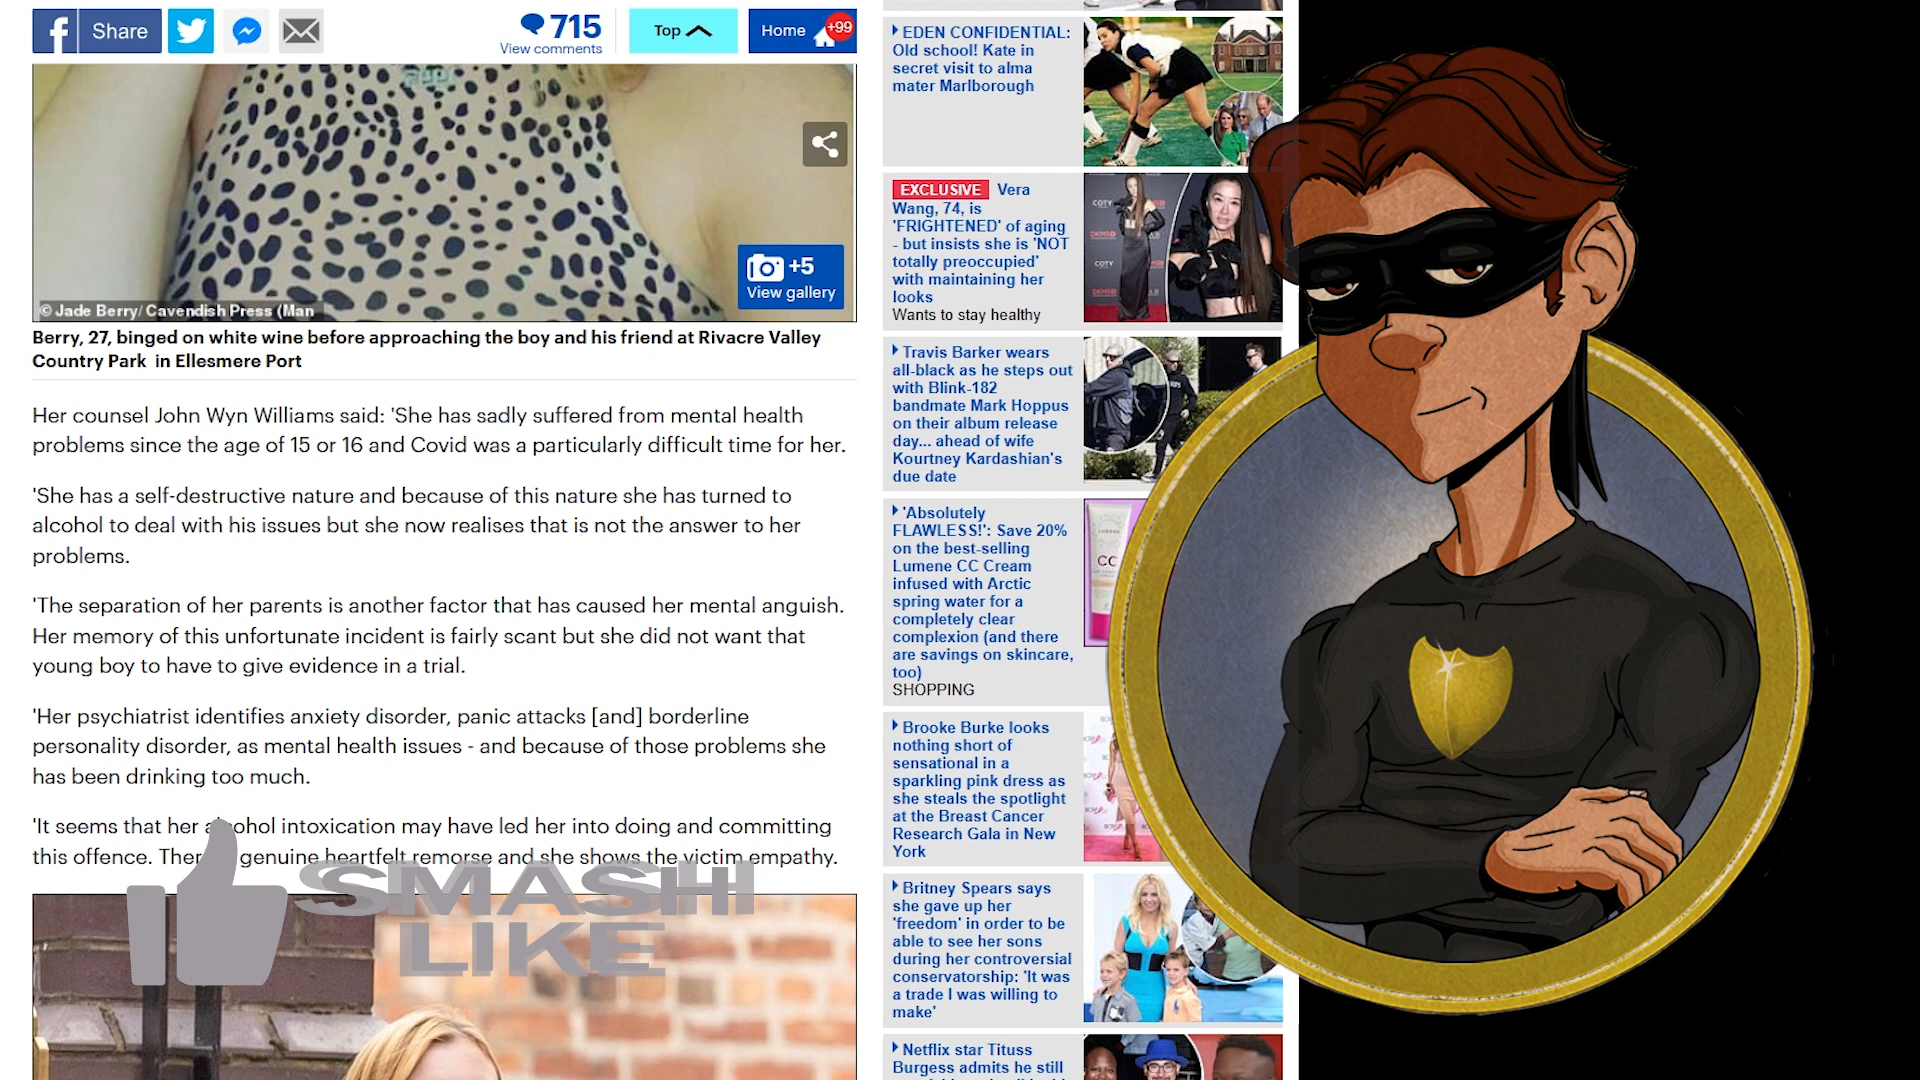 Share
715
View comments
Top
Home
+99
+5
View gallery
© Jade Berry/ Cavendish Press (Man
Berry, 27, binged on white wine before approaching the boy and his friend at Rivacre Valley
Country Park in Ellesmere Port
Her counsel John Wyn Williams said: 'She has sadly suffered from mental health
problems since the age of 15 or 16 and Covid was a particularly difficult time for her.
'She has a self-destructive nature and because of this nature she has turned to
alcohol to deal with his issues but she now realises that is not the answer to her
problems.
'The separation of her parents is another factor that has caused her mental anguish.
Her memory of this unfortunate incident is fairly scant but she did not want that
young boy to have to give evidence in a trial.
'Her psychiatrist identifies anxiety disorder, panic attacks [and] borderline
personality disorder, as mental health issues - and because of those problems she
has been drinking too much.
'It seems that her alcohol intoxication may have led her into doing and committing
this offence. genuine heartfelt remorse and she shows the victim empathy.
SMASH
LIKE
EDEN CONFIDENTIAL:
Old school! Kate in
secret visit to alma
mater Marlborough
EXCLUSIVE Vera
Wang, 74, is
'FRIGHTENED' of aging
- but insists she is 'NOT
totally preoccupied'
with maintaining her
looks
Wants to stay healthy
Travis Barker wears
all-black as he steps out
with Blink-182
bandmate Mark Hoppus
on their album release
day... ahead of wife
Kourtney Kardashian's
due date
'Absolutely
FLAWLESS!': Save 20%
on the best-selling
Lumene CC Cream
infused with Arctic
spring water for a
completely clear
complexion (and there
are savings on skincare,
too)
SHOPPING
Brooke Burke looks
nothing short of
sensational in a
sparkling pink dress as
she steals the spotlight
at the Breast Cancer
Research Gala in New
York
Britney Spears says
she gave up her
'freedom' in order to be
able to see her sons
during her controversial
conservatorship: 'It was
a trade I was willing to
make'
Netflix star Tituss
Burgess admits he still
COTY
COTY
CC